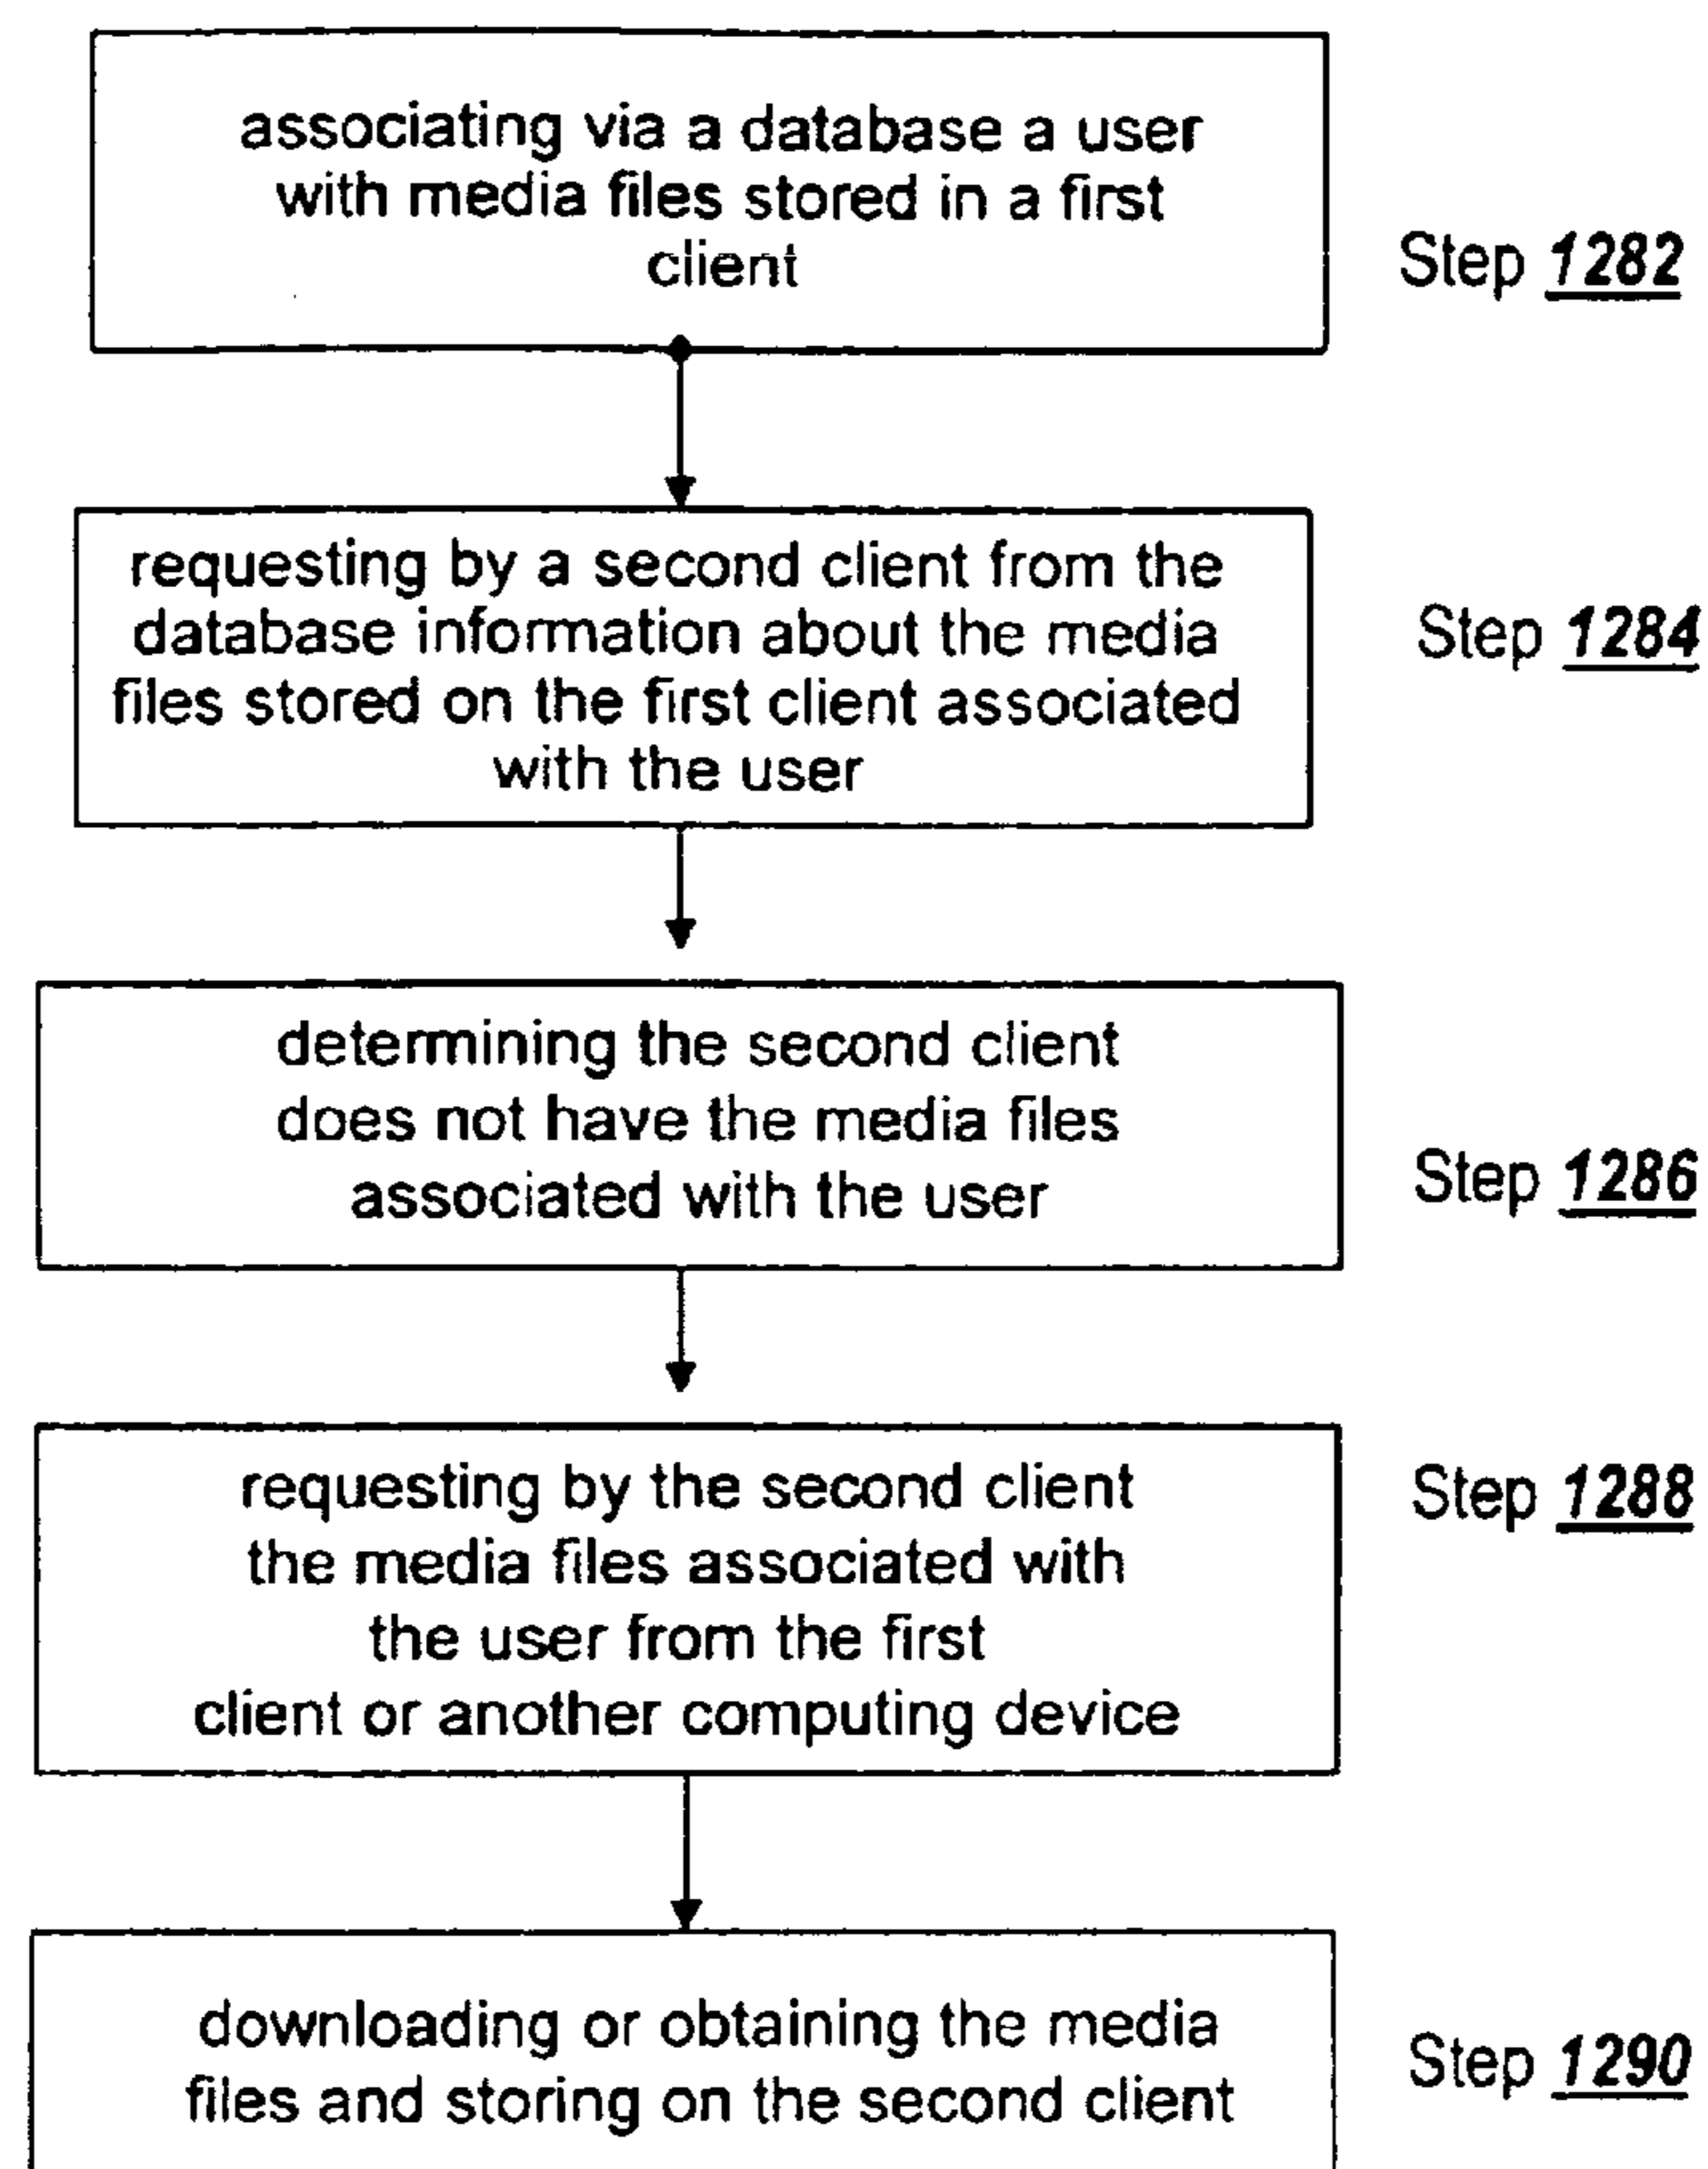 associating via a database a user
with media files stored in a first
client
Step 1282
requesting by a second client from the
database information about the media
files stored on the first client associated
with the user
Step 1284
determining the second client
does not have the media files
associated with the user
Step 1286
requesting by the second client
the media files associated with
the user from the first
client or another computing device
Step 1288
downloading or obtaining the media
files and storing on the second client
Step 1290